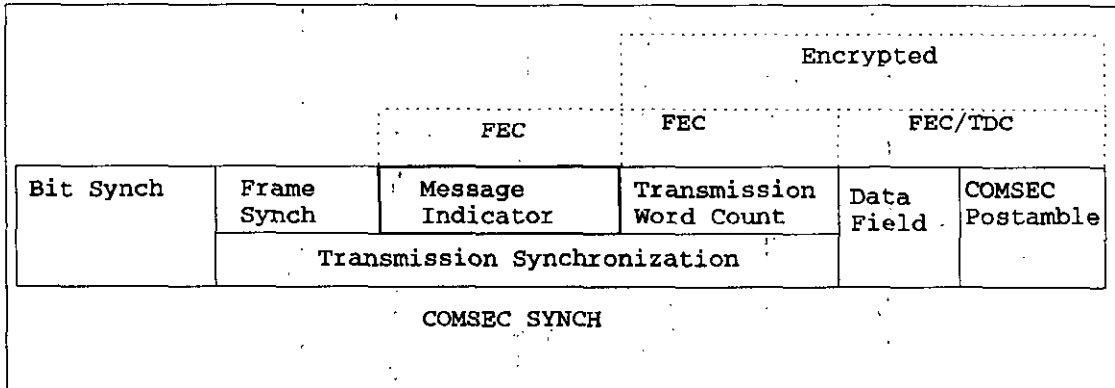 Encrypted
FEC
FEC
FEC/TDC
Bit Synch
Frame
Synch
Message
Indicator
Transmission
Word Count
Data
Field
COMSEC
Postamble
Transmission Synchronization
COMSEC SYNCH